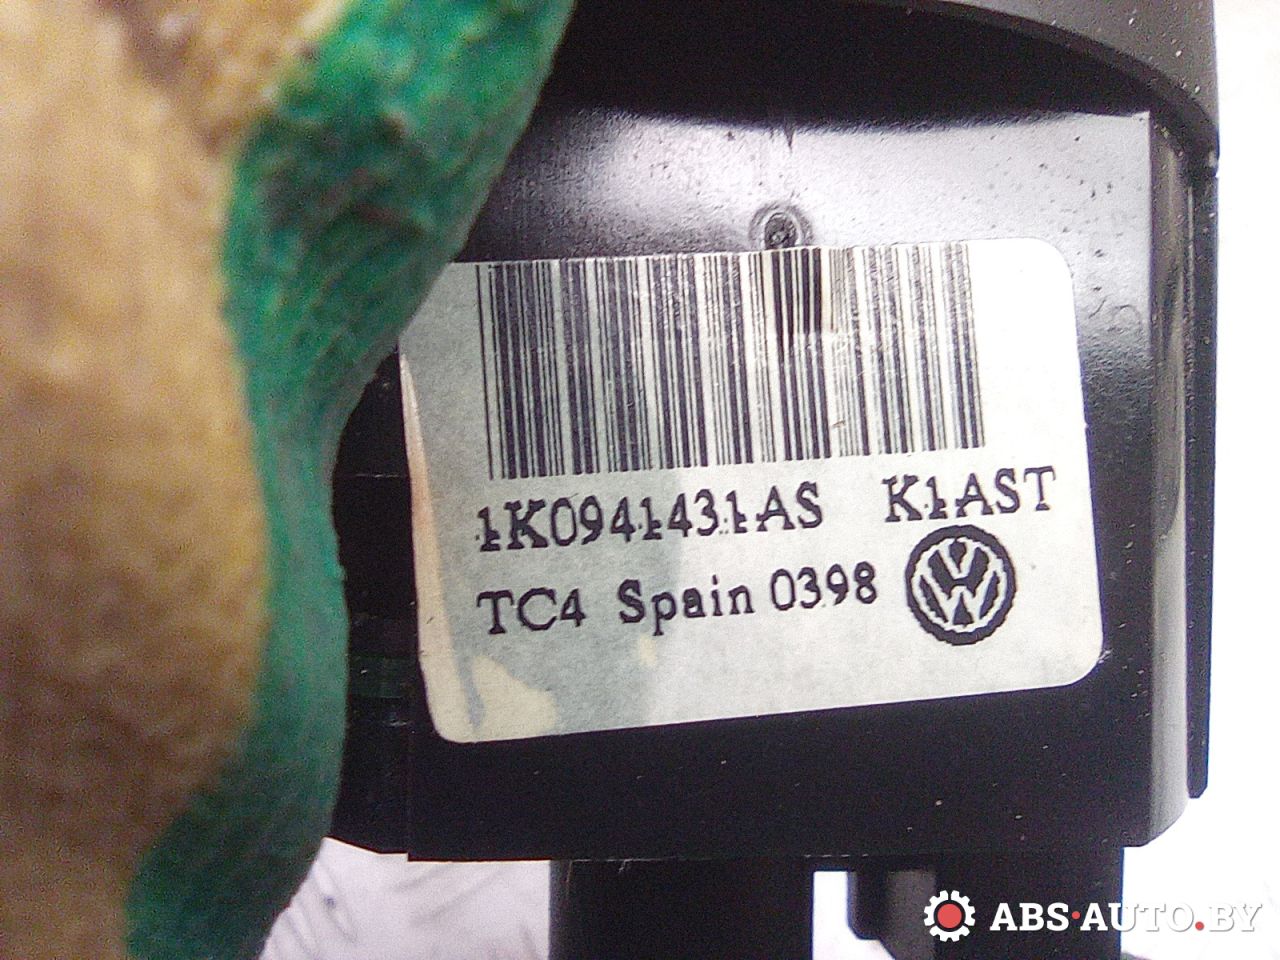 1K0941431AS K1AST
TC4 Spain 0398
ABS-AUTO.BY